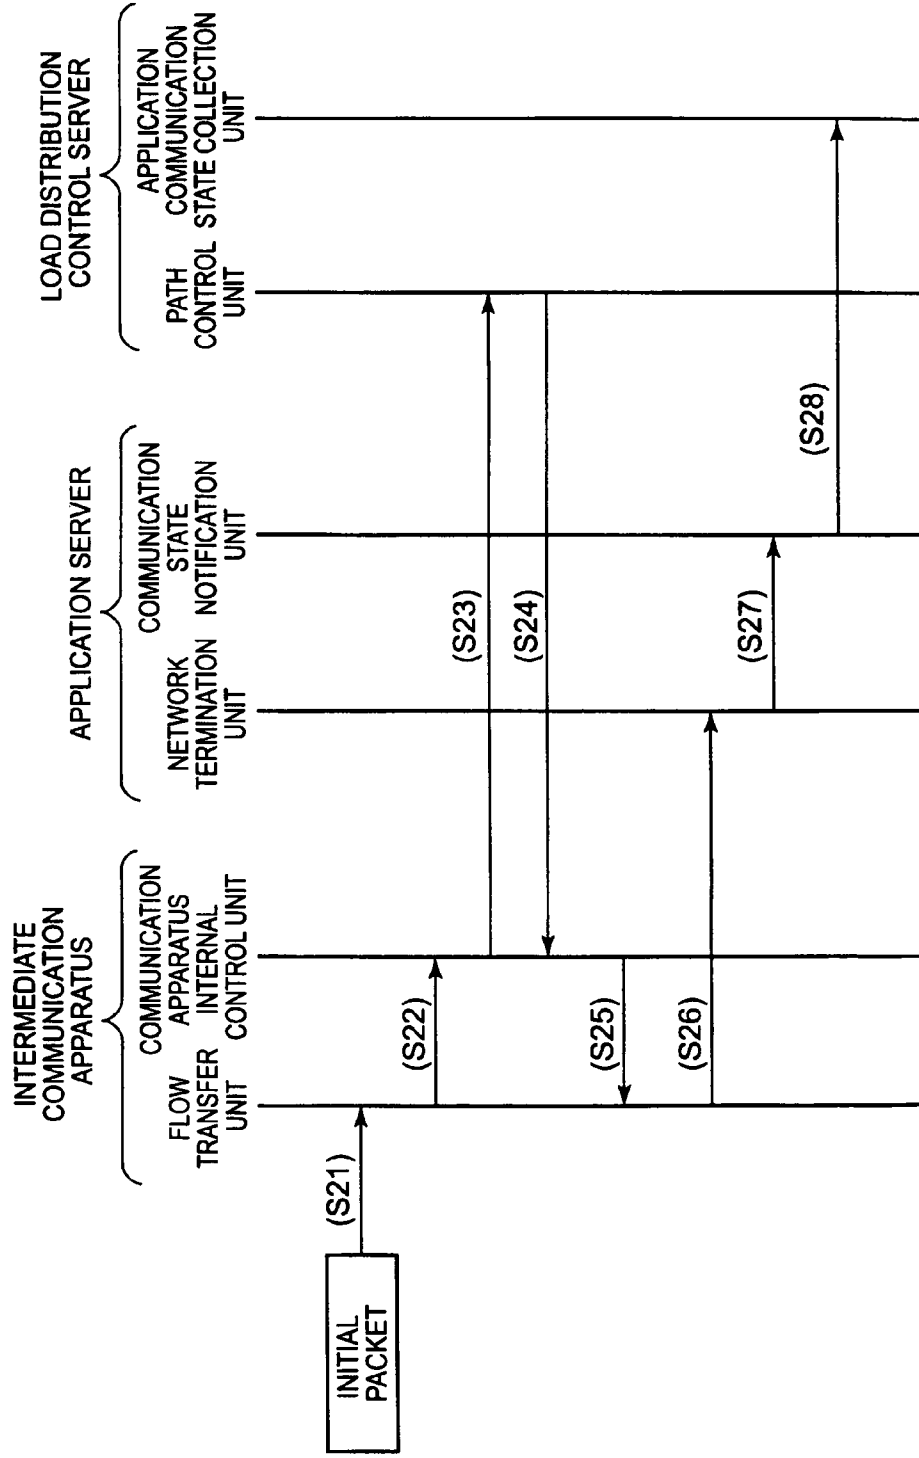 INTERMEDIATE
COMMUNICATION
APPARATUS
APPLICATION SERVER
LOAD DISTRIBUTION
CONTROL SERVER
FLOW
TRANSFER
UNIT
COMMUNICATION
APPARATUS
INTERNAL
CONTROL UNIT
NETWORK
TERMINATION
UNIT
COMMUNICATION
STATE
NOTIFICATION
UNIT
PATH
CONTROL
UNIT
APPLICATION
COMMUNICATION
STATE COLLECTION
UNIT
INITIAL
PACKET
(S21)
(S22)
(S23)
(S24)
(S25)
(S26)
(S27)
(S28)